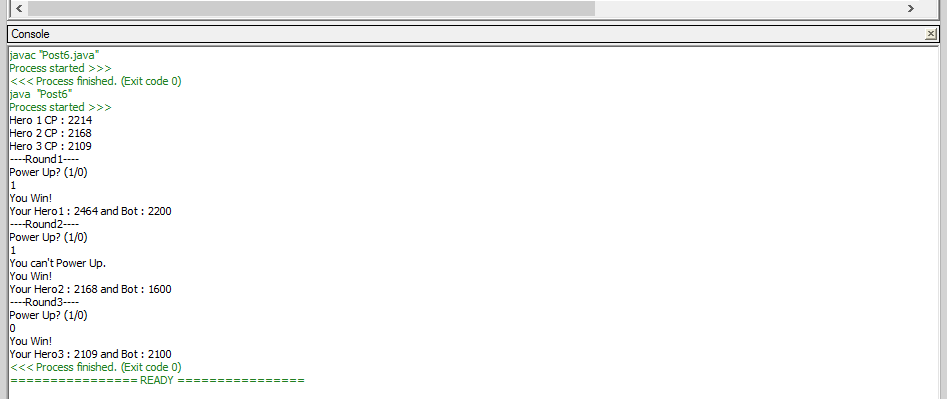 Console
javac "Post6.java"
Process started >>>
<<< Process finished. (Exit code 0)
java  "Post6"
Process started >>>
Hero 1 CP : 2214
Hero 2 CP : 2168
Hero 3 CP : 2109
----Round1----
Power Up? (1/0)
1
You Win!
Your Hero1 : 2464 and Bot : 2200
----Round2----
Power Up? (1/0)
1
You can't Power Up.
You Win!
Your Hero2 : 2168 and Bot : 1600
----Round3----
Power Up? (1/0)
0
You Win!
Your Hero3 : 2109 and Bot : 2100
<<< Process finished. (Exit code 0)
================ READY ================